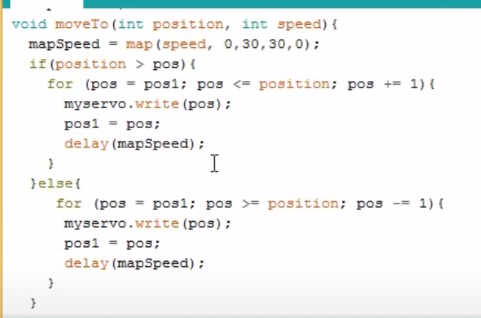 void moveTo(int position, int speed){
mapSpeed = map(speed, 0,30,30,0);
if(position > pos){
for (pos = pos1; pos <= position; pos += 1){
myservo.write(pos);
pos1 = pos;
delay(mapSpeed);
}
}else{
for (pos = pos1; pos >= position; pos -= 1){
myservo.write(pos);
pos1 = pos;
delay(mapSpeed);
}
}